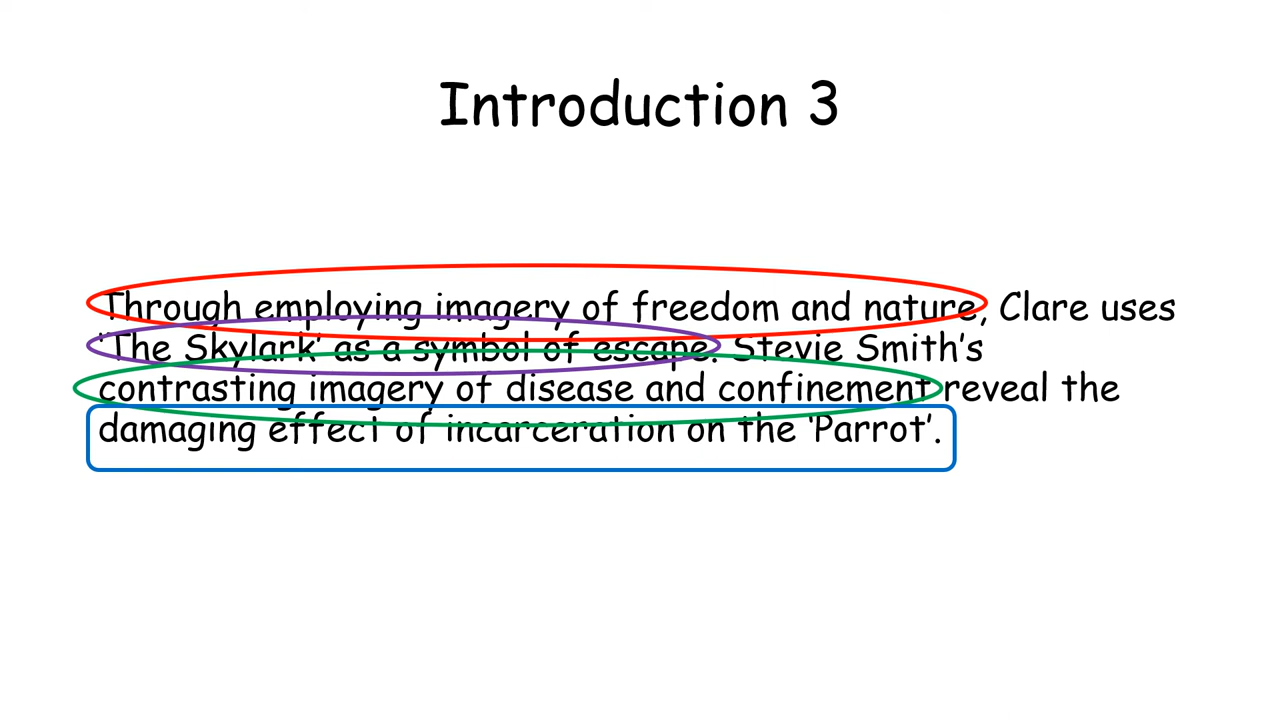 Introduction 3
Through employing imagery of freedom and nature, Clare uses
‘The Skylark’ as a symbol of escape. Stevie Smith’s
contrasting imagery of disease and confinement reveal the
damaging effect of incarceration on the ‘Parrot’.